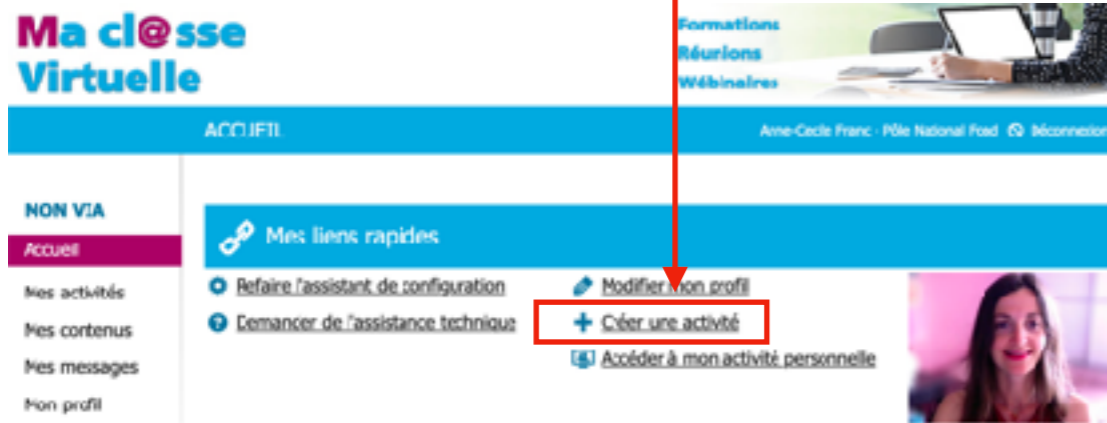 Ma cl@sse
Virtuelle
Formations
Réunions
Wébinaires
ACCUEIL
Anne-Cecile Franc - Pôle National Foad Déconnexion
MON VIA
Accueil
Mes activités
Mes contenus
Mes messages
Mon profil
Mes liens rapides
Refaire l'assistant de configuration
Demander de l'assistance technique
Modifier mon profil
Créer une activité
Accéder à mon activité personnelle